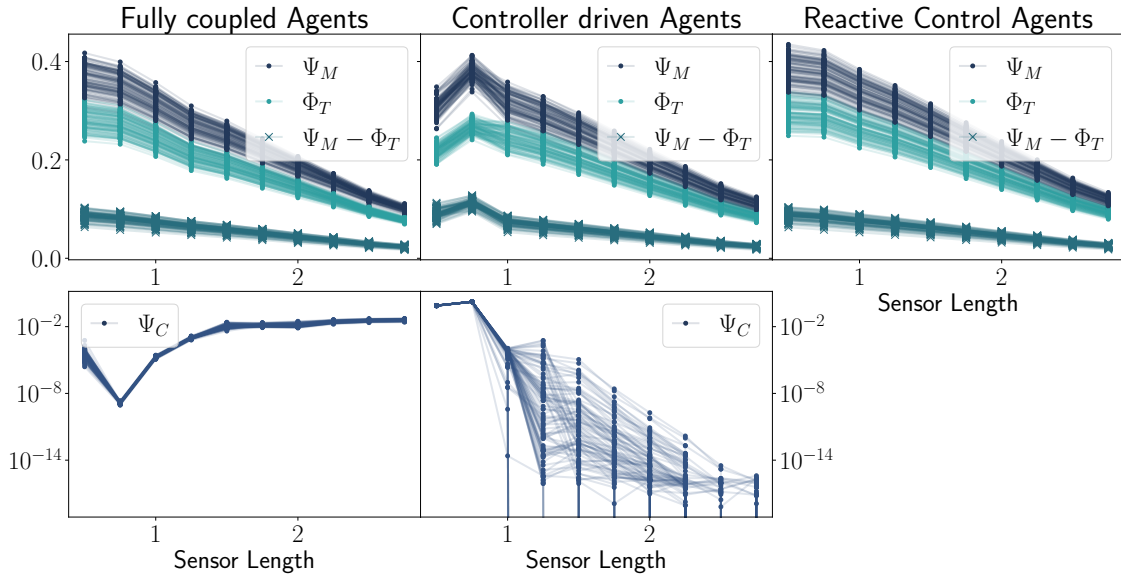 Fully coupled Agents
Controller driven Agents
Reactive Control Agents
0.4
0.2
0.0
Ψ_M
Φ_T
Ψ_M − Φ_T
Ψ_M
Φ_T
Ψ_M − Φ_T
Ψ_M
Φ_T
Ψ_M − Φ_T
1 2
1 2
1 2
Sensor Length
10^−2
10^−8
10^−14
Ψ_C
Ψ_C
10^−2
10^−8
10^−14
1 2
1 2
Sensor Length
Sensor Length